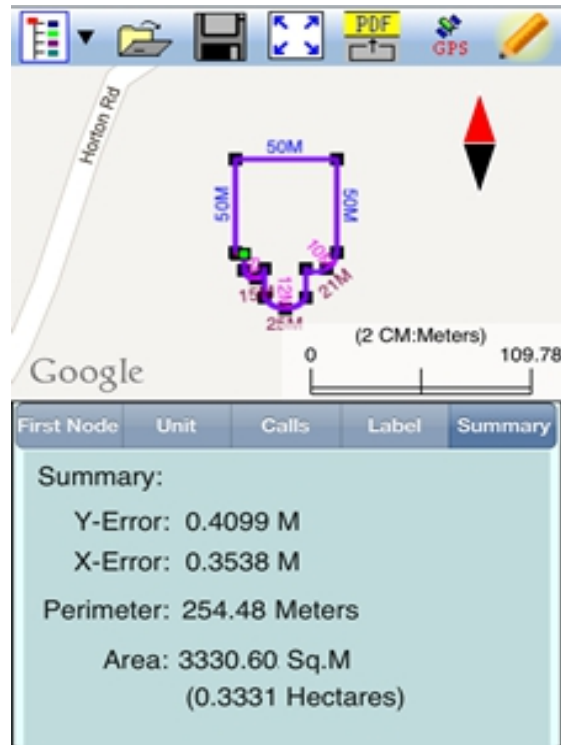 PDF
GPS
Horton Rd
50M
50M
50M
10M
15M
12M
21M
25M
(2 CM:Meters)
0 109.78
Google
First Node Unit Calls Label Summary
Summary:
Y-Error: 0.4099 M
X-Error: 0.3538 M
Perimeter: 254.48 Meters
Area: 3330.60 Sq.M
(0.3331 Hectares)